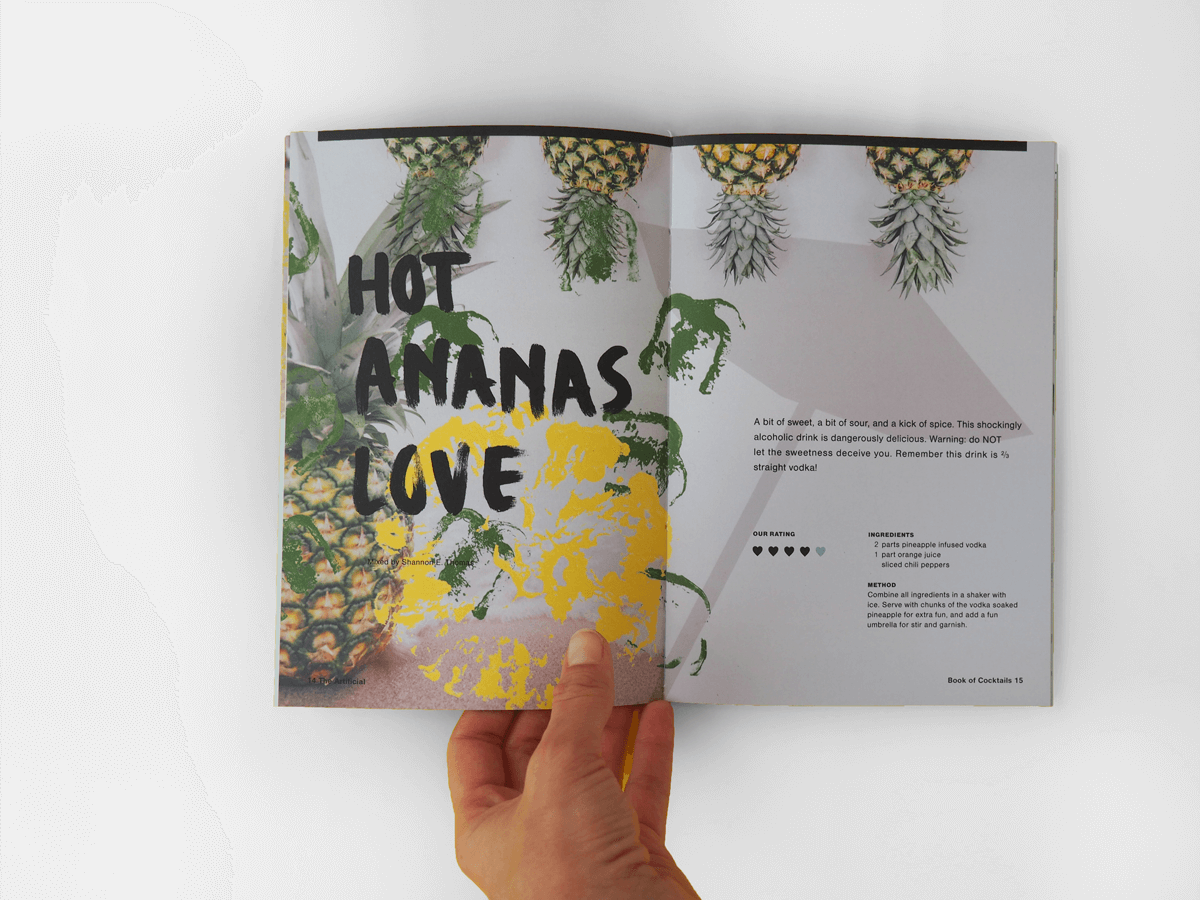 HOT
ANANAS
LOVE
Mixed by Shannon E. Thomas
14 The Artificial
A bit of sweet, a bit of sour, and a kick of spice. This shockingly
alcoholic drink is dangerously delicious. Warning: do NOT
let the sweetness deceive you. Remember this drink is ⅔
straight vodka!
OUR RATING
INGREDIENTS
2 parts pineapple infused vodka
1 part orange juice
sliced chili peppers
METHOD
Combine all ingredients in a shaker with
ice. Serve with chunks of the vodka soaked
pineapple for extra fun, and add a fun
umbrella for stir and garnish.
Book of Cocktails 15